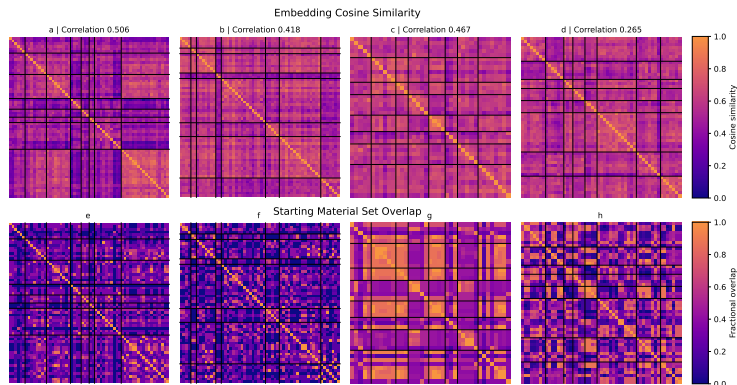 Embedding Cosine Similarity
a | Correlation 0.506
b | Correlation 0.418
c | Correlation 0.467
d | Correlation 0.265
1.0
0.8
0.6
0.4
0.2
0.0
Cosine similarity
Starting Material Set Overlap
e
f
g
h
1.0
0.8
0.6
0.4
0.2
0.0
Fractional overlap